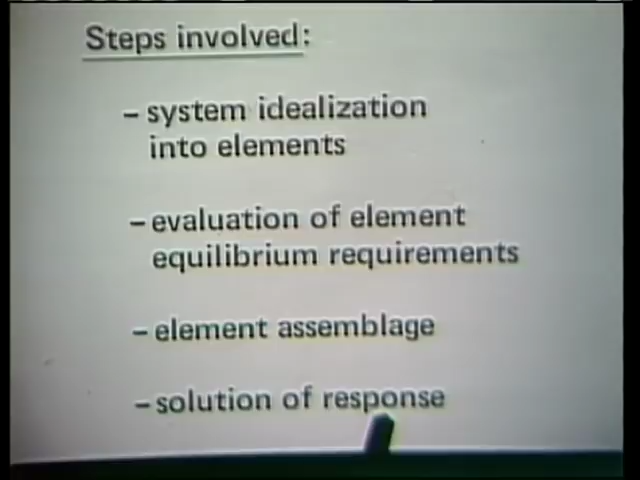 Steps involved:
– system idealization
into elements
– evaluation of element
equilibrium requirements
– element assemblage
– solution of response